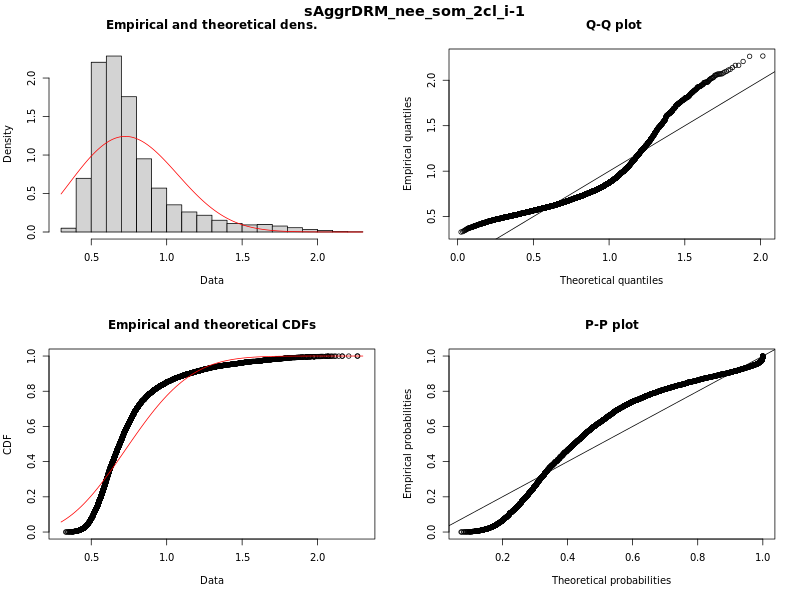 sAggrDRM_nee_som_2cl_i-1
Empirical and theoretical dens.
Density
0.0 0.5 1.0 1.5 2.0
0.5 1.0 1.5 2.0
Data
Q-Q plot
Empirical quantiles
0.5 1.0 1.5 2.0
0.0 0.5 1.0 1.5 2.0
Theoretical quantiles
Empirical and theoretical CDFs
CDF
0.0 0.2 0.4 0.6 0.8 1.0
0.5 1.0 1.5 2.0
Data
P-P plot
Empirical probabilities
0.0 0.2 0.4 0.6 0.8 1.0
0.2 0.4 0.6 0.8 1.0
Theoretical probabilities